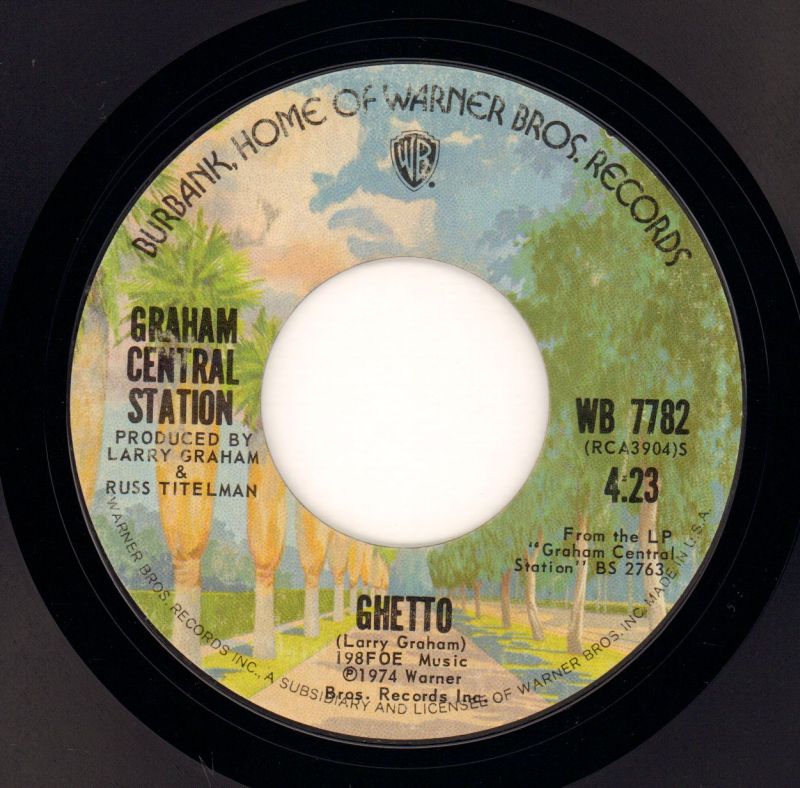 BURBANK, HOME OF WARNER BROS. RECORDS
WB
GRAHAM
CENTRAL
STATION
PRODUCED BY
LARRY GRAHAM
&
RUSS TITELMAN
WB 7782
(RCA3904)S
4:23
From the LP
"Graham Central
Station" BS 2763
GHETTO
(Larry Graham)
198FOE Music
℗1974 Warner
Bros. Records Inc.
WARNER BROS. RECORDS INC., A SUBSIDIARY AND LICENSEE OF WARNER BROS. INC. MADE IN U.S.A.